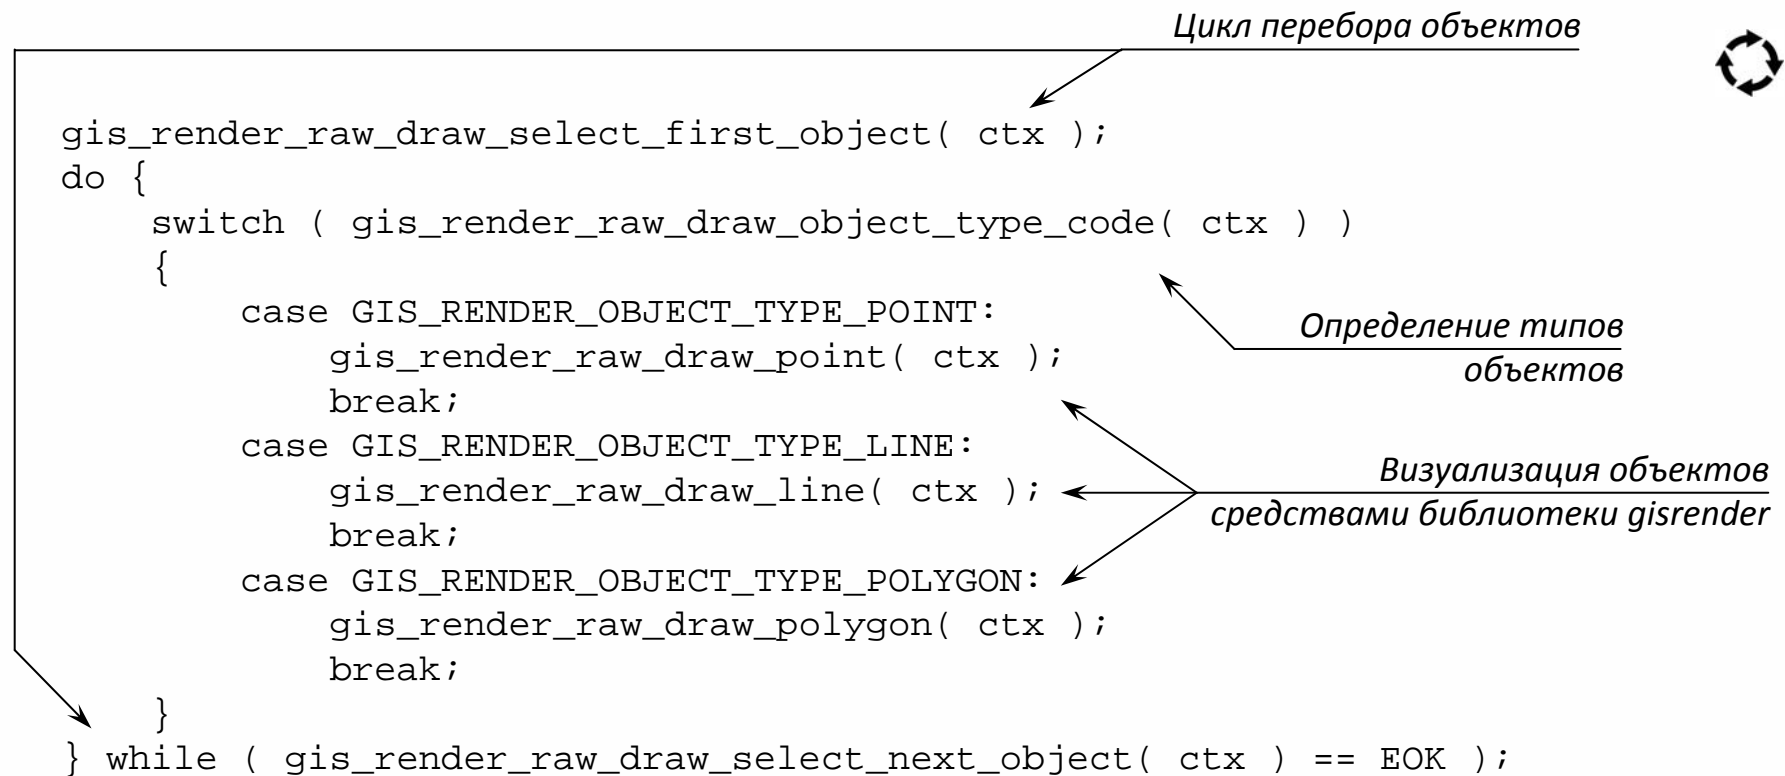 Цикл перебора объектов
gis_render_raw_draw_select_first_object( ctx );
do {
switch ( gis_render_raw_draw_object_type_code( ctx ) )
{
case GIS_RENDER_OBJECT_TYPE_POINT:
gis_render_raw_draw_point( ctx );
break;
Определение типов
объектов
case GIS_RENDER_OBJECT_TYPE_LINE:
gis_render_raw_draw_line( ctx );
break;
Визуализация объектов
средствами библиотеки gisrender
case GIS_RENDER_OBJECT_TYPE_POLYGON:
gis_render_raw_draw_polygon( ctx );
break;
}
} while ( gis_render_raw_draw_select_next_object( ctx ) == EOK );